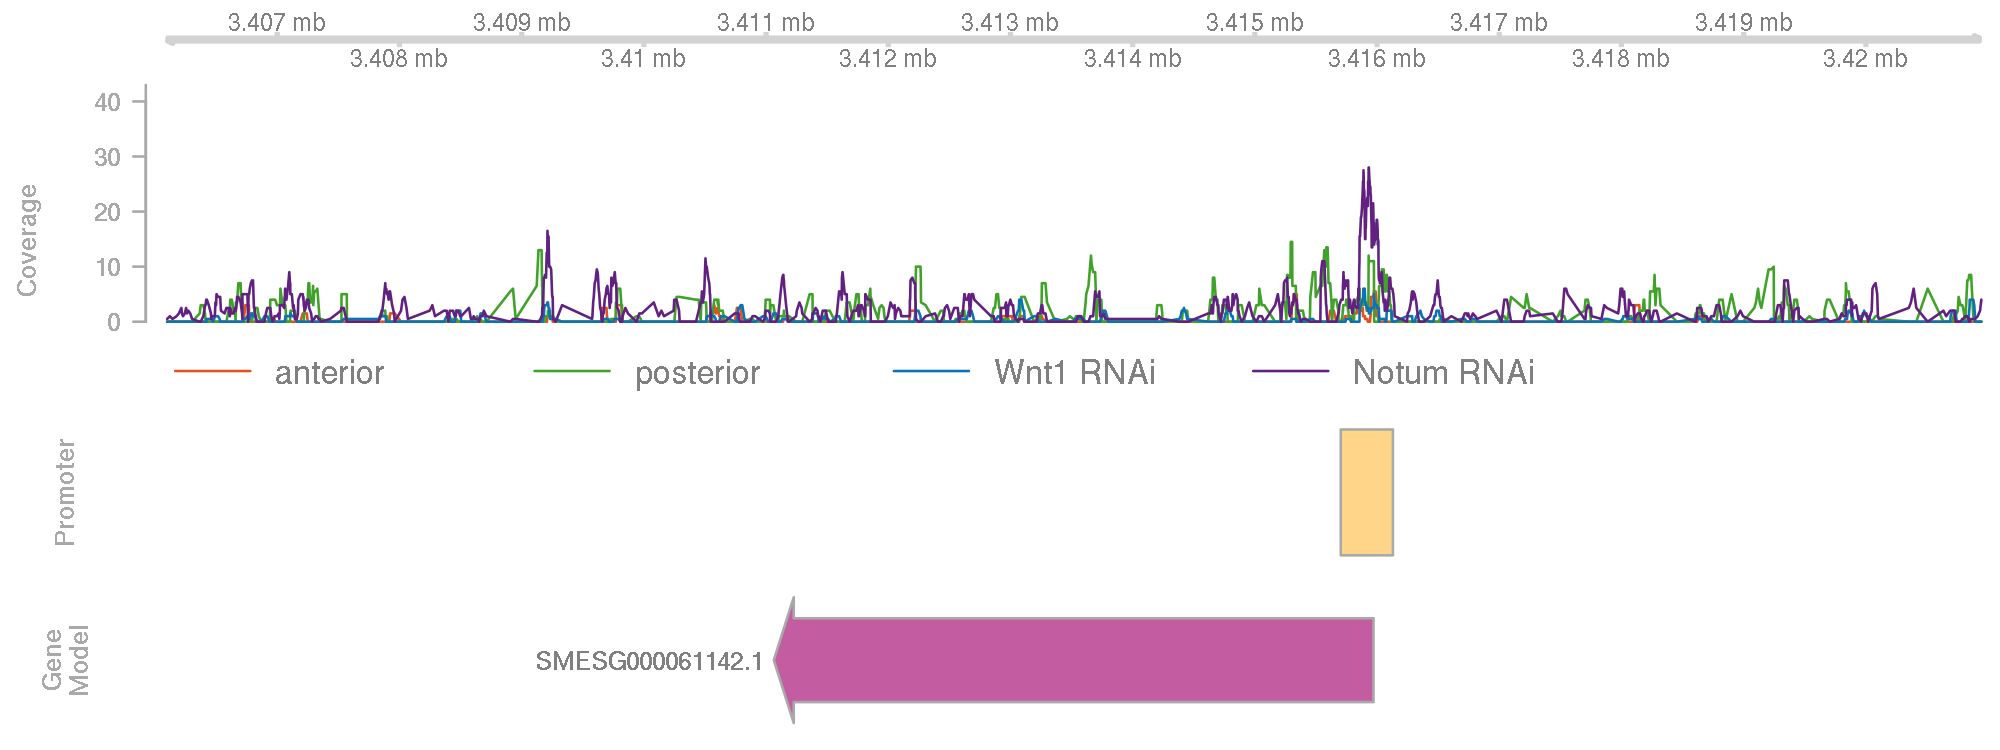 3.407 mb 3.409 mb 3.411 mb 3.413 mb 3.415 mb 3.417 mb 3.419 mb
3.408 mb 3.41 mb 3.412 mb 3.414 mb 3.416 mb 3.418 mb 3.42 mb
Coverage
40
30
20
10
0
anterior posterior Wnt1 RNAi Notum RNAi
Promoter
Gene
Model
SMESG000061142.1